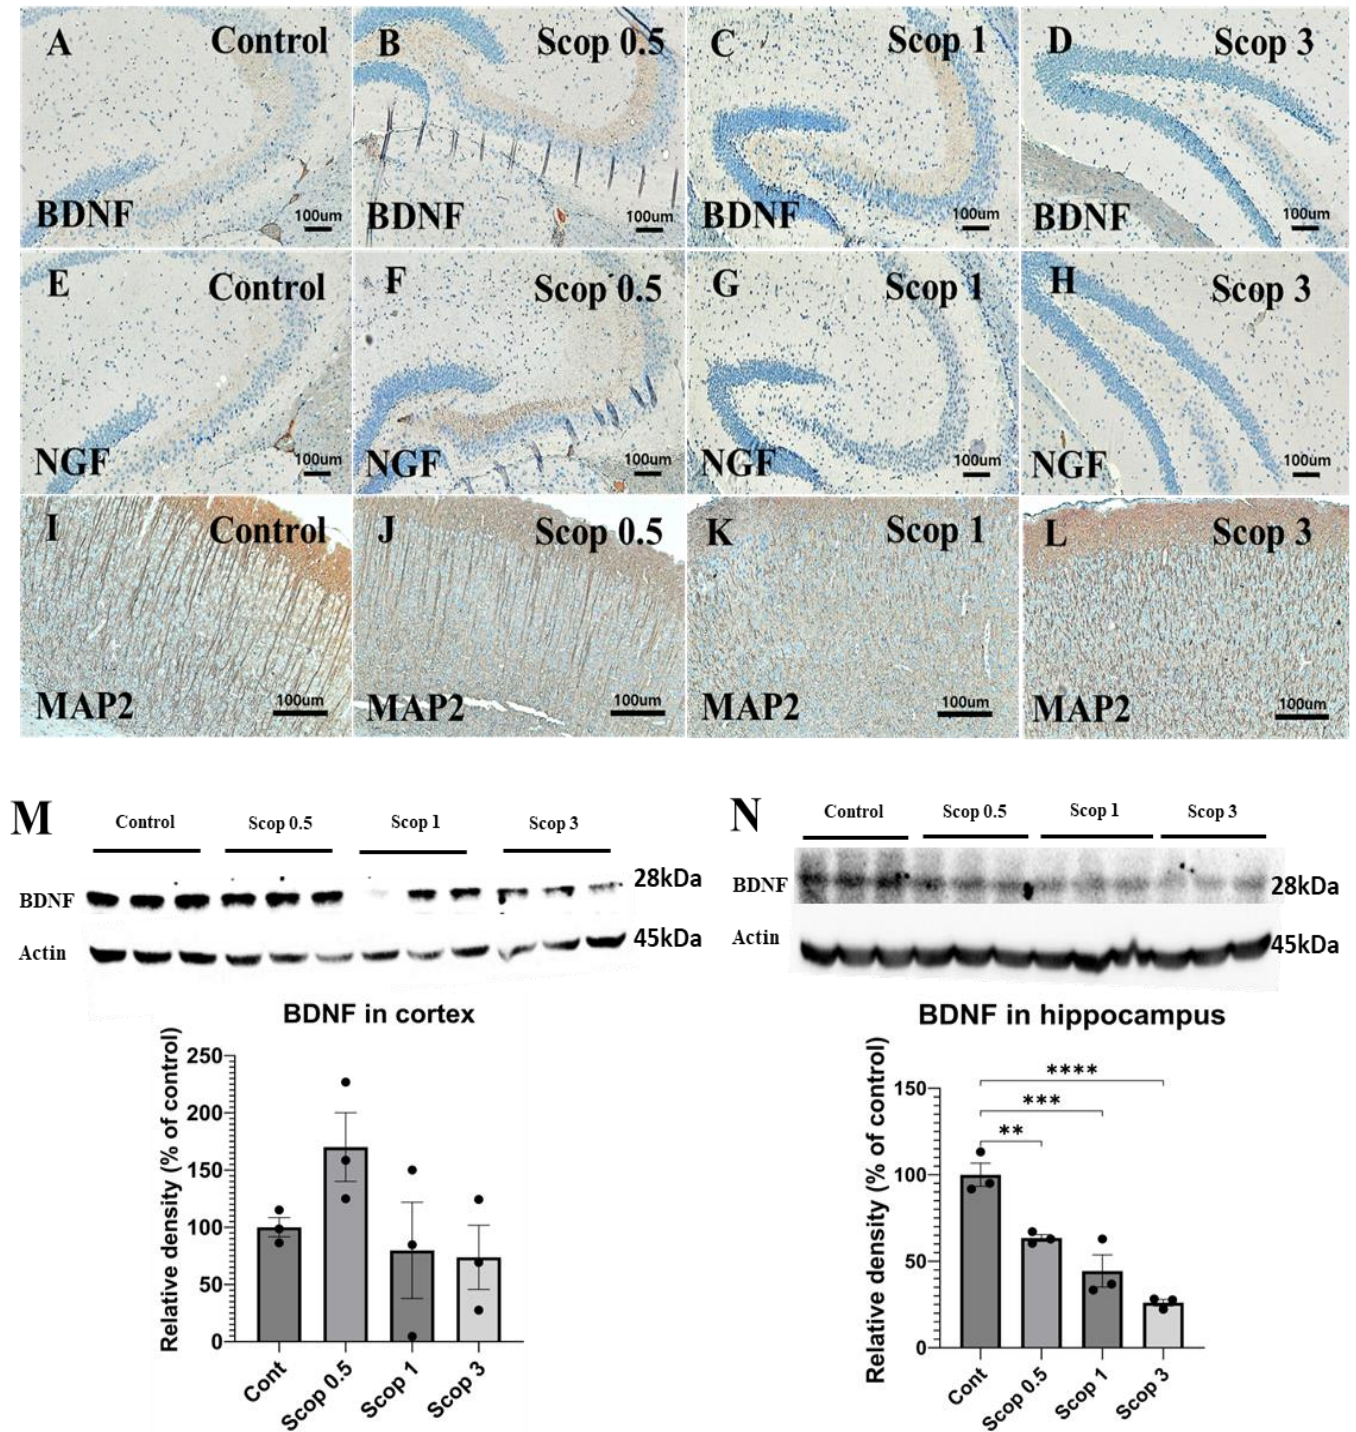 A Control
B Scop 0.5
C Scop 1
D Scop 3
BDNF 100um
BDNF 100um
BDNF 100um
BDNF 100um
E Control
F Scop 0.5
G Scop 1
H Scop 3
NGF 100um
NGF 100um
NGF 100um
NGF 100um
I Control
J Scop 0.5
K Scop 1
L Scop 3
MAP2 100um
MAP2 100um
MAP2 100um
MAP2 100um
M
Control Scop 0.5 Scop 1 Scop 3
BDNF 28kDa
Actin 45kDa
BDNF in cortex
Relative density (% of control)
250
200
150
100
50
0
Cont Scop 0.5 Scop 1 Scop 3
N
Control Scop 0.5 Scop 1 Scop 3
BDNF 28kDa
Actin 45kDa
BDNF in hippocampus
Relative density (% of control)
****
***
**
150
100
50
0
Cont Scop 0.5 Scop 1 Scop 3